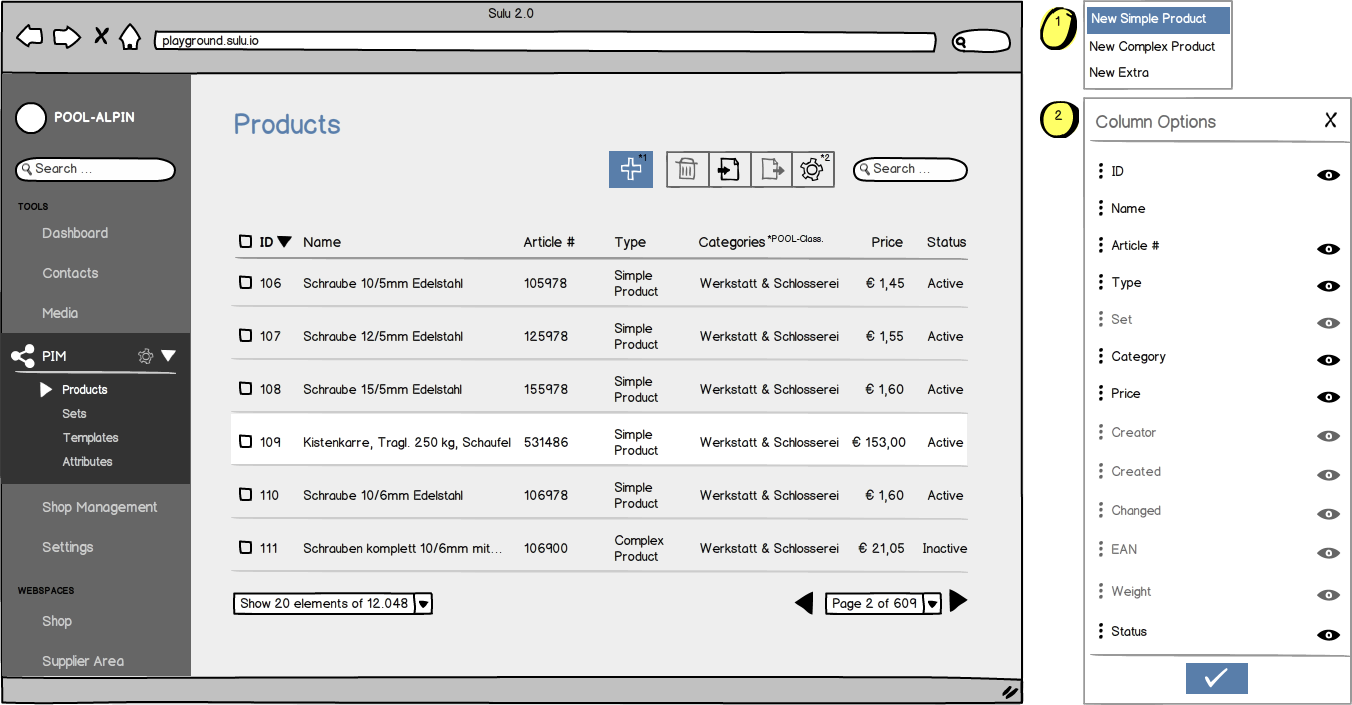 Sulu 2.0
playground.sulu.io
POOL-ALPIN
Search ...
TOOLS
Dashboard
Contacts
Media
PIM
Products
Sets
Templates
Attributes
Shop Management
Settings
WEBSPACES
Shop
Supplier Area
Products
*1
*2
Search ...
ID Name Article # Type Categories *POOL-Class. Price Status
106 Schraube 10/5mm Edelstahl 105978 Simple Product Werkstatt & Schlosserei € 1,45 Active
107 Schraube 12/5mm Edelstahl 125978 Simple Product Werkstatt & Schlosserei € 1,55 Active
108 Schraube 15/5mm Edelstahl 155978 Simple Product Werkstatt & Schlosserei € 1,60 Active
109 Kistenkarre, Tragl. 250 kg, Schaufel 531486 Simple Product Werkstatt & Schlosserei € 153,00 Active
110 Schraube 10/6mm Edelstahl 106978 Simple Product Werkstatt & Schlosserei € 1,60 Active
111 Schrauben komplett 10/6mm mit... 106900 Complex Product Werkstatt & Schlosserei € 21,05 Inactive
Show 20 elements of 12.048
Page 2 of 609
1
New Simple Product
New Complex Product
New Extra
2
Column Options X
ID
Name
Article #
Type
Set
Category
Price
Creator
Created
Changed
EAN
Weight
Status